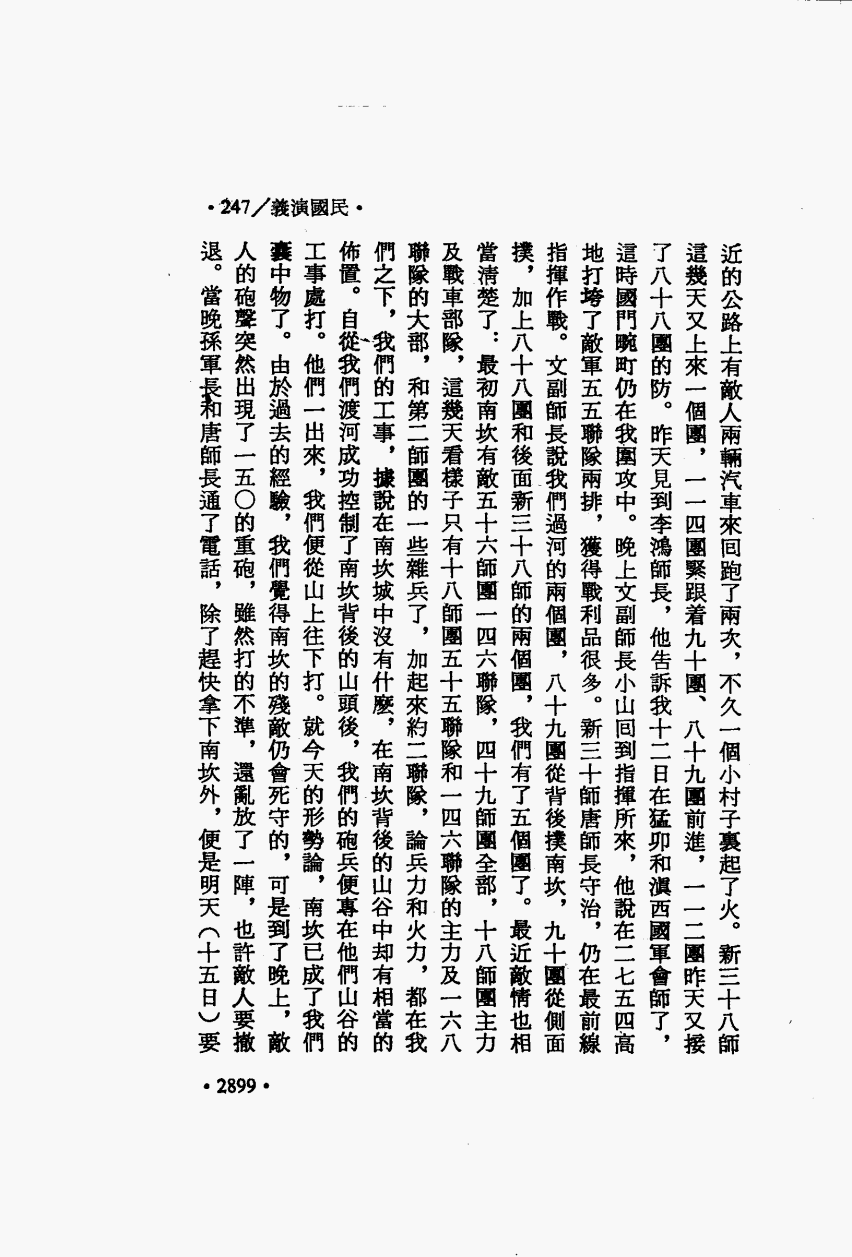 •247／義演國民•
近的公路上有敵人兩輛汽車來回跑了兩次，不久一個小村子裏起了火。新三十八師
這幾天又上來一個團，一一四團緊跟着九十團、八十九團前進，一一二團昨天又接
了八十八團的防。昨天見到李鴻師長，他告訴我十二日在猛卯和滇西國軍會師了，
這時國門畹町仍在我圍攻中。晚上文副師長小山回到指揮所來，他說在二七五四高
地打垮了敵軍五五聯隊兩排，獲得戰利品很多。新三十師唐師長守治，仍在最前線
指揮作戰。文副師長說我們過河的兩個團，八十九團從背後撲南坎，九十團從側面
撲，加上八十八團和後面新三十八師的兩個團，我們有了五個團了。最近敵情也相
當清楚了：最初南坎有敵五十六師團一四六聯隊，四十九師團全部，十八師團主力
及戰車部隊，這幾天看樣子只有十八師團五十五聯隊和一四六聯隊的主力及一六八
聯隊的大部，和第二師團的一些雜兵了，加起來約二聯隊，論兵力和火力，都在我
們之下，我們的工事，據說在南坎城中沒有什麼，在南坎背後的山谷中却有相當的
佈置。自從我們渡河成功控制了南坎背後的山頭後，我們的砲兵便專在他們山谷的
工事處打。他們一出來，我們便從山上往下打。就今天的形勢論，南坎已成了我們
囊中物了。由於過去的經驗，我們覺得南坎的殘敵仍會死守的，可是到了晚上，敵
人的砲聲突然出現了一五〇的重砲，雖然打的不準，還亂放了一陣，也許敵人要撤
退。當晚孫軍長和唐師長通了電話，除了趕快拿下南坎外，便是明天（十五日）要
•2899•